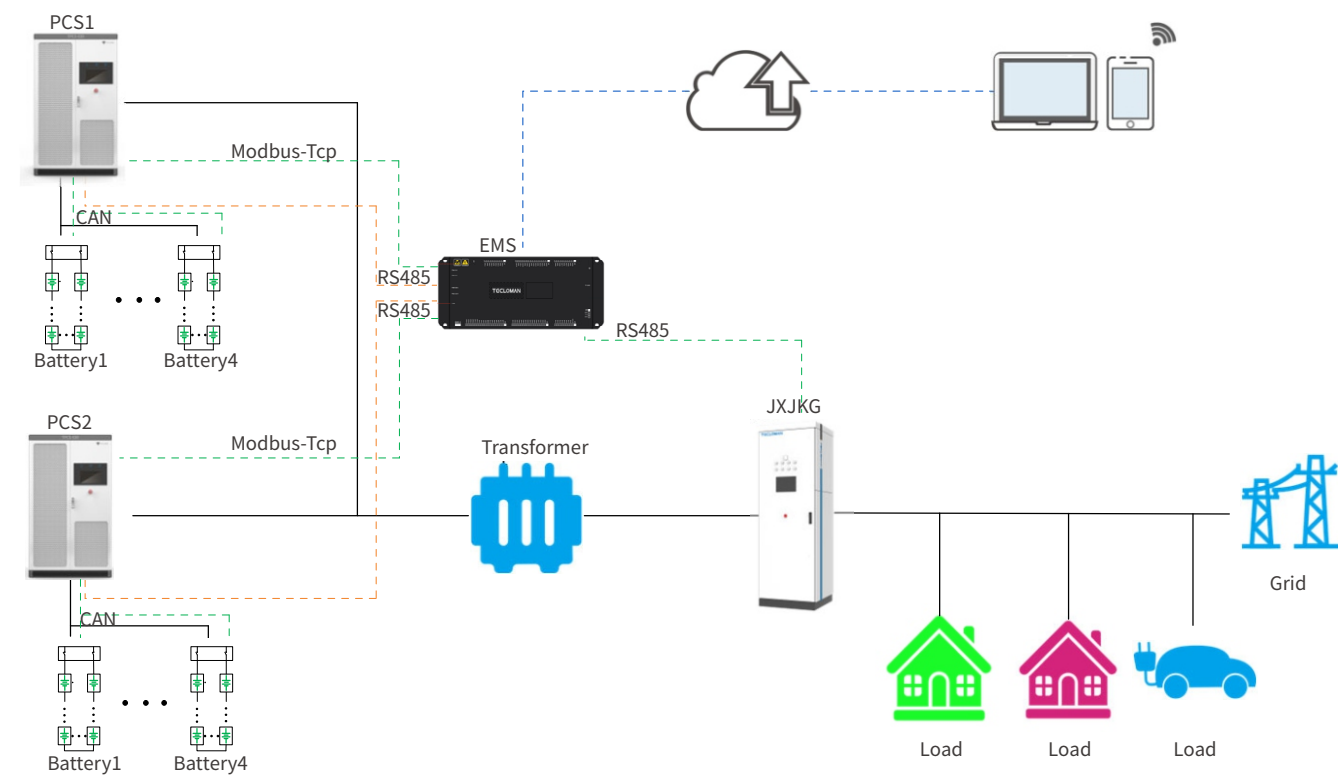 PCS1
Modbus-Tcp
CAN
EMS
RS485
TECLOMAN
RS485
RS485
Battery1
Battery4
JXJKG
PCS2
Modbus-Tcp
Transformer
TECLOMAN
Grid
CAN
Load
Load
Load
Battery1
Battery4